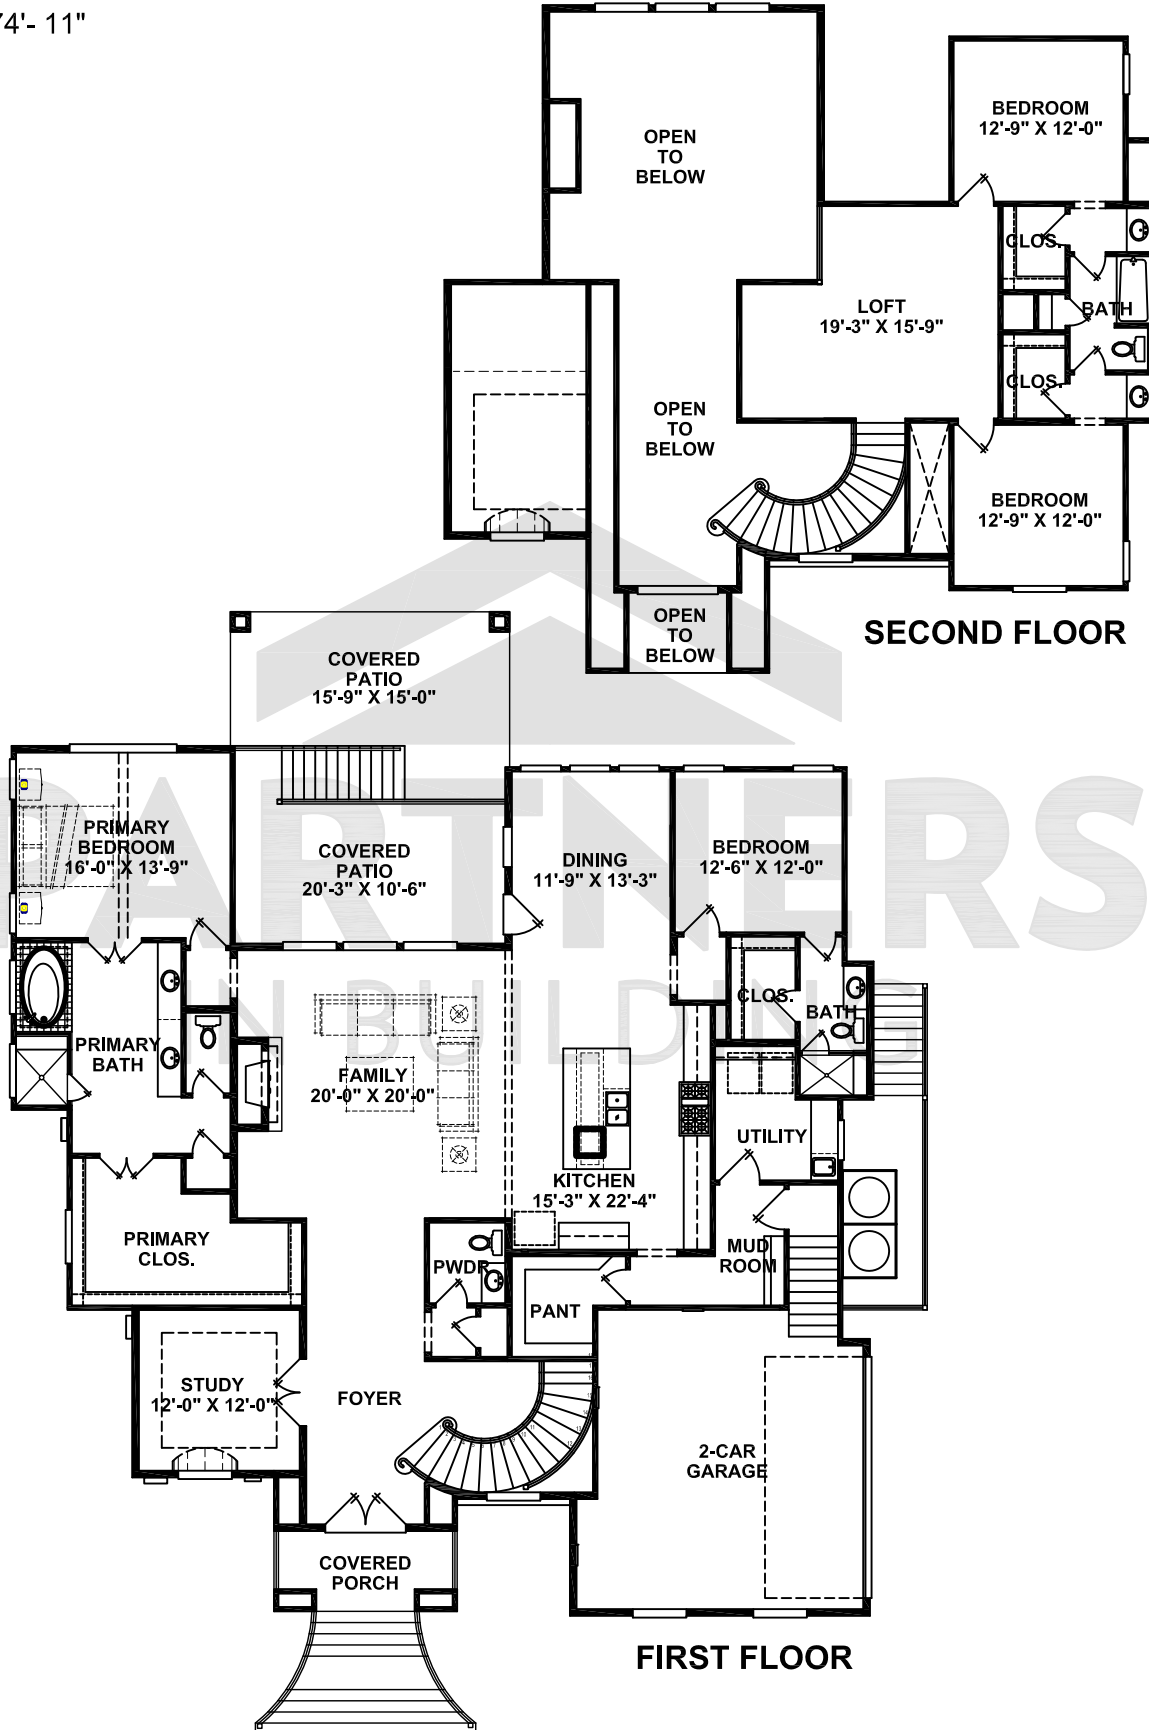 74'- 11"
OPEN
TO
BELOW
BEDROOM
12'-9" X 12'-0"
CLOS.
LOFT
19'-3" X 15'-9"
BATH
CLOS.
OPEN
TO
BELOW
BEDROOM
12'-9" X 12'-0"
OPEN
TO
BELOW
SECOND FLOOR
COVERED
PATIO
15'-9" X 15'-0"
PARTNERS
IN BUILDING
PRIMARY
BEDROOM
16'-0" X 13'-9"
COVERED
PATIO
20'-3" X 10'-6"
DINING
11'-9" X 13'-3"
BEDROOM
12'-6" X 12'-0"
CLOS.
BATH
PRIMARY
BATH
FAMILY
20'-0" X 20'-0"
UTILITY
KITCHEN
15'-3" X 22'-4"
PRIMARY
CLOS.
PWDR
MUD
ROOM
PANT
STUDY
12'-0" X 12'-0"
FOYER
2-CAR
GARAGE
COVERED
PORCH
FIRST FLOOR